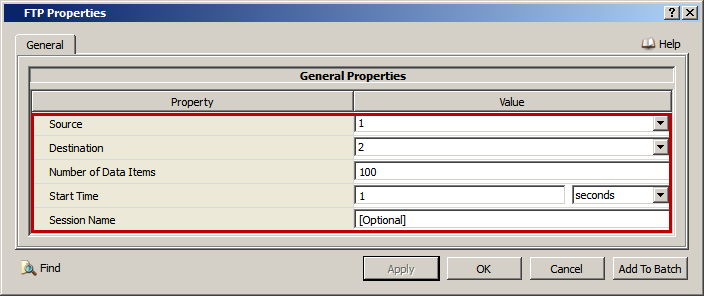 FTP Properties
General
Help
General Properties
Property Value
Source 1
Destination 2
Number of Data Items 100
Start Time 1 seconds
Session Name [Optional]
Find Apply OK Cancel Add To Batch